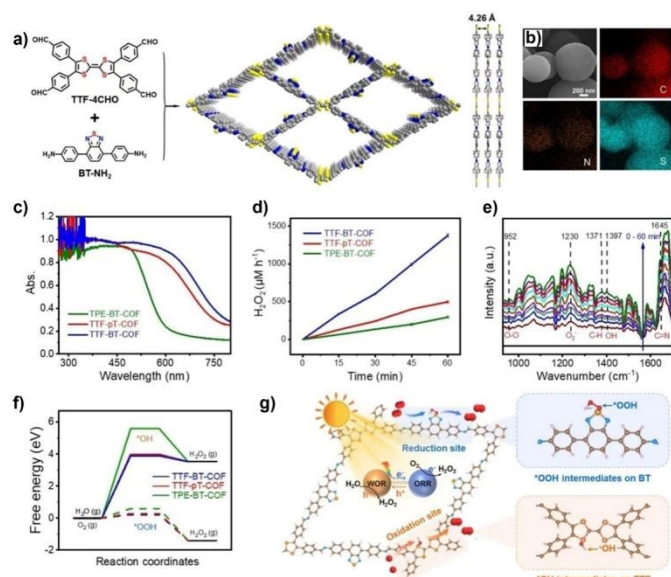 a)
CHO
CHO
CHO
CHO
TTF-4CHO
+
H₂N
NH₂
BT-NH₂
4.26 Å
b)
200 nm
C
N
S
c)
Abs.
1.2
1.0
0.8
0.6
0.4
0.2
0.0
TPE-BT-COF
TTF-pT-COF
TTF-BT-COF
300 450 600 750
Wavelength (nm)
d)
H₂O₂ (μM h⁻¹)
1500
1000
500
0
TTF-BT-COF
TTF-pT-COF
TPE-BT-COF
0 15 30 45 60
Time (min)
e)
Intensity (a.u.)
952
1230
1371
1397
0 - 60 min
1645
O-O
C-H
OH
C=N
1000 1200 1400 1600
Wavenumber (cm⁻¹)
f)
Free energy (eV)
6
4
2
0
-2
*OH
H₂O₂ (g)
TTF-BT-COF
TTF-pT-COF
TPE-BT-COF
H₂O (g)
O₂ (g)
*OOH
H₂O₂ (g)
Reaction coordinates
g)
Reduction site
H₂O
WOR
e⁻
h⁺
O₂
e⁻
ORR
H₂O₂
h⁺
H₂O₂
Oxidation site
*OOH
*OOH intermediates on BT
*OH